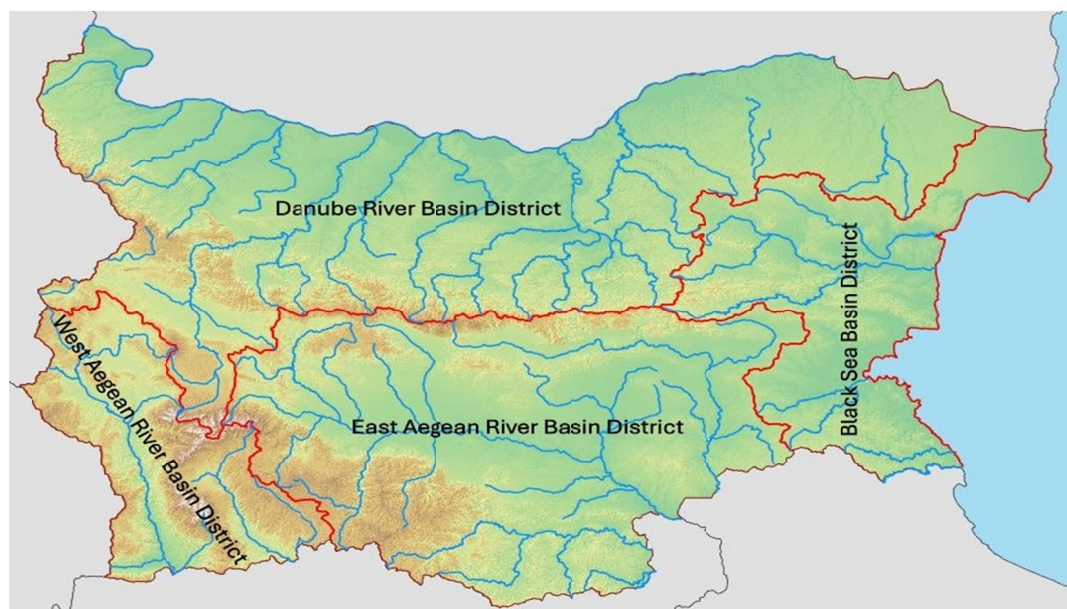 Danube River Basin District
Black Sea Basin District
West Aegean River Basin District
East Aegean River Basin District